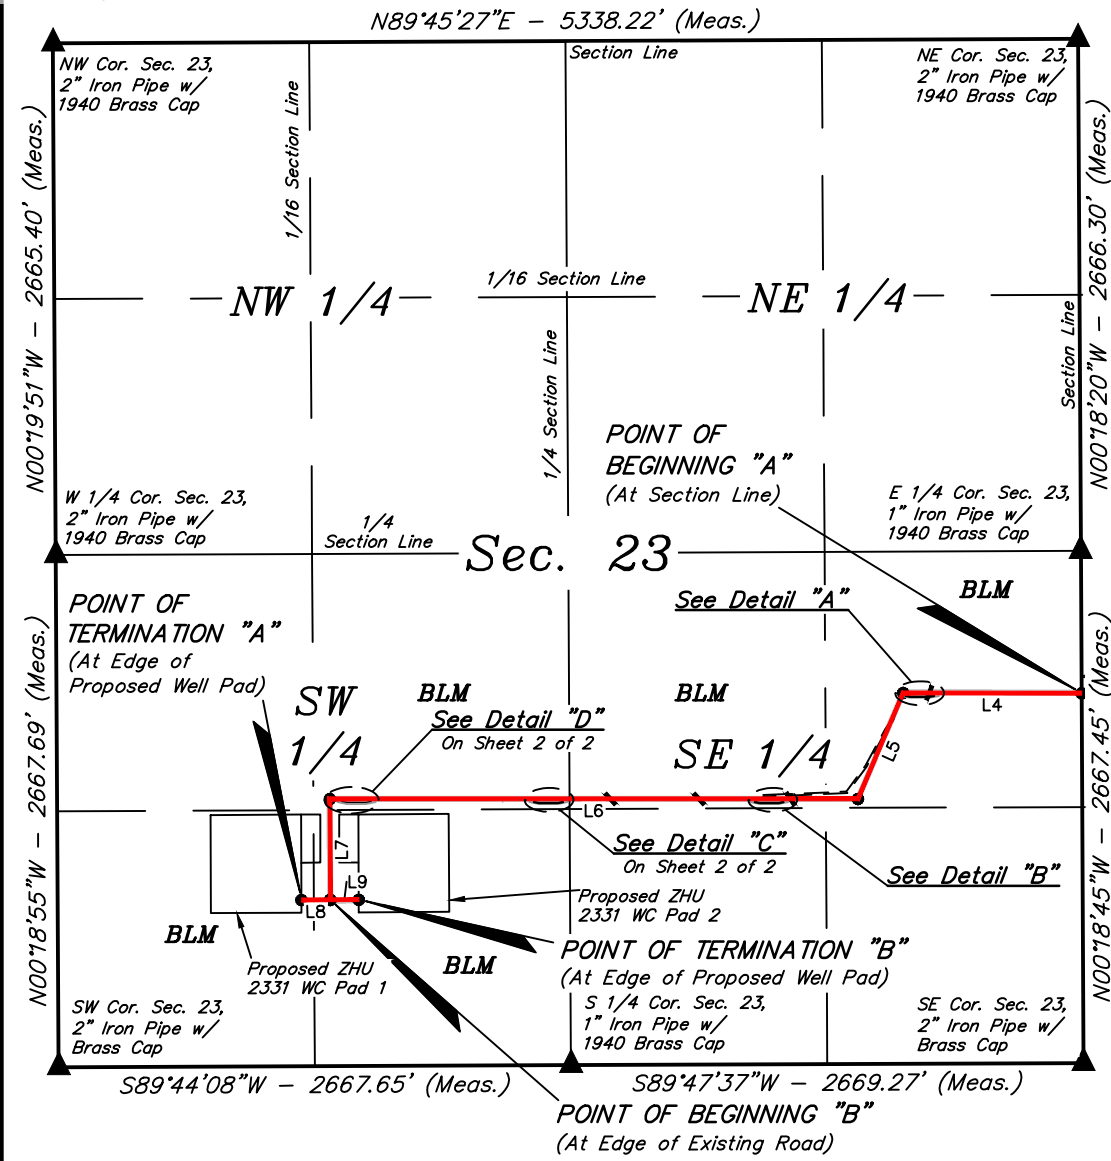 N89°45'27"E - 5338.22' (Meas.)
Section Line
NW Cor. Sec. 23,
2" Iron Pipe w/
1940 Brass Cap
NE Cor. Sec. 23,
2" Iron Pipe w/
1940 Brass Cap
1/16 Section Line
N00°19'51"W - 2665.40' (Meas.)
N00°18'20"W - 2666.30' (Meas.)
1/16 Section Line
NW 1/4
NE 1/4
Section Line
1/4 Section Line
POINT OF
BEGINNING "A"
(At Section Line)
W 1/4 Cor. Sec. 23,
2" Iron Pipe w/
1940 Brass Cap
E 1/4 Cor. Sec. 23,
1" Iron Pipe w/
1940 Brass Cap
1/4
Section Line
Sec. 23
BLM
See Detail "A"
POINT OF
TERMINATION "A"
(At Edge of
Proposed Well Pad)
N00°18'55"W - 2667.69' (Meas.)
N00°18'45"W - 2667.45' (Meas.)
SW
1/4
BLM
See Detail "D"
On Sheet 2 of 2
BLM
SE 1/4
L4
L5
L6
L7
L9
L8
See Detail "C"
On Sheet 2 of 2
See Detail "B"
Proposed ZHU
2331 WC Pad 2
BLM
Proposed ZHU
2331 WC Pad 1
BLM
POINT OF TERMINATION "B"
(At Edge of Proposed Well Pad)
SW Cor. Sec. 23,
2" Iron Pipe w/
Brass Cap
S 1/4 Cor. Sec. 23,
1" Iron Pipe w/
1940 Brass Cap
SE Cor. Sec. 23,
2" Iron Pipe w/
Brass Cap
S89°44'08"W - 2667.65' (Meas.)
S89°47'37"W - 2669.27' (Meas.)
POINT OF BEGINNING "B"
(At Edge of Existing Road)